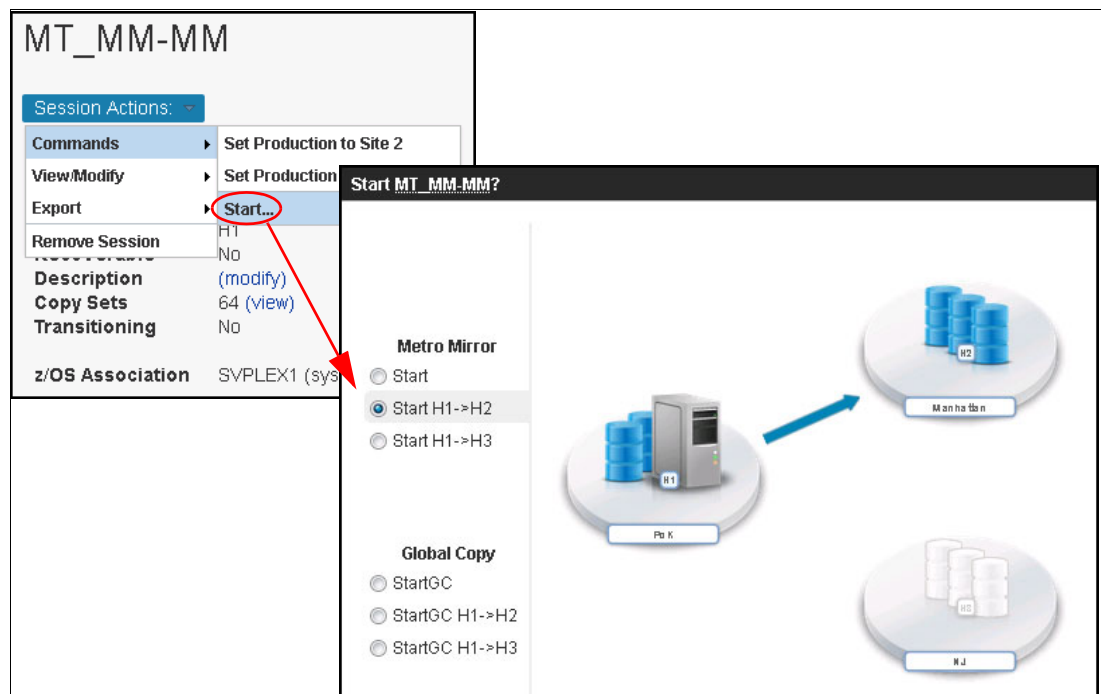 MT_MM-MM
Session Actions:
Commands
View/Modify
Export
Remove Session
Set Production to Site 2
Set Production
Start...
H1
No
Description (modify)
Copy Sets 64 (view)
Transitioning No
z/OS Association SVPLEX1 (sys
Start MT_MM-MM?
Metro Mirror
Start
Start H1->H2
Start H1->H3
Global Copy
StartGC
StartGC H1->H2
StartGC H1->H3
H2
Manhattan
H1
PoK
NJ